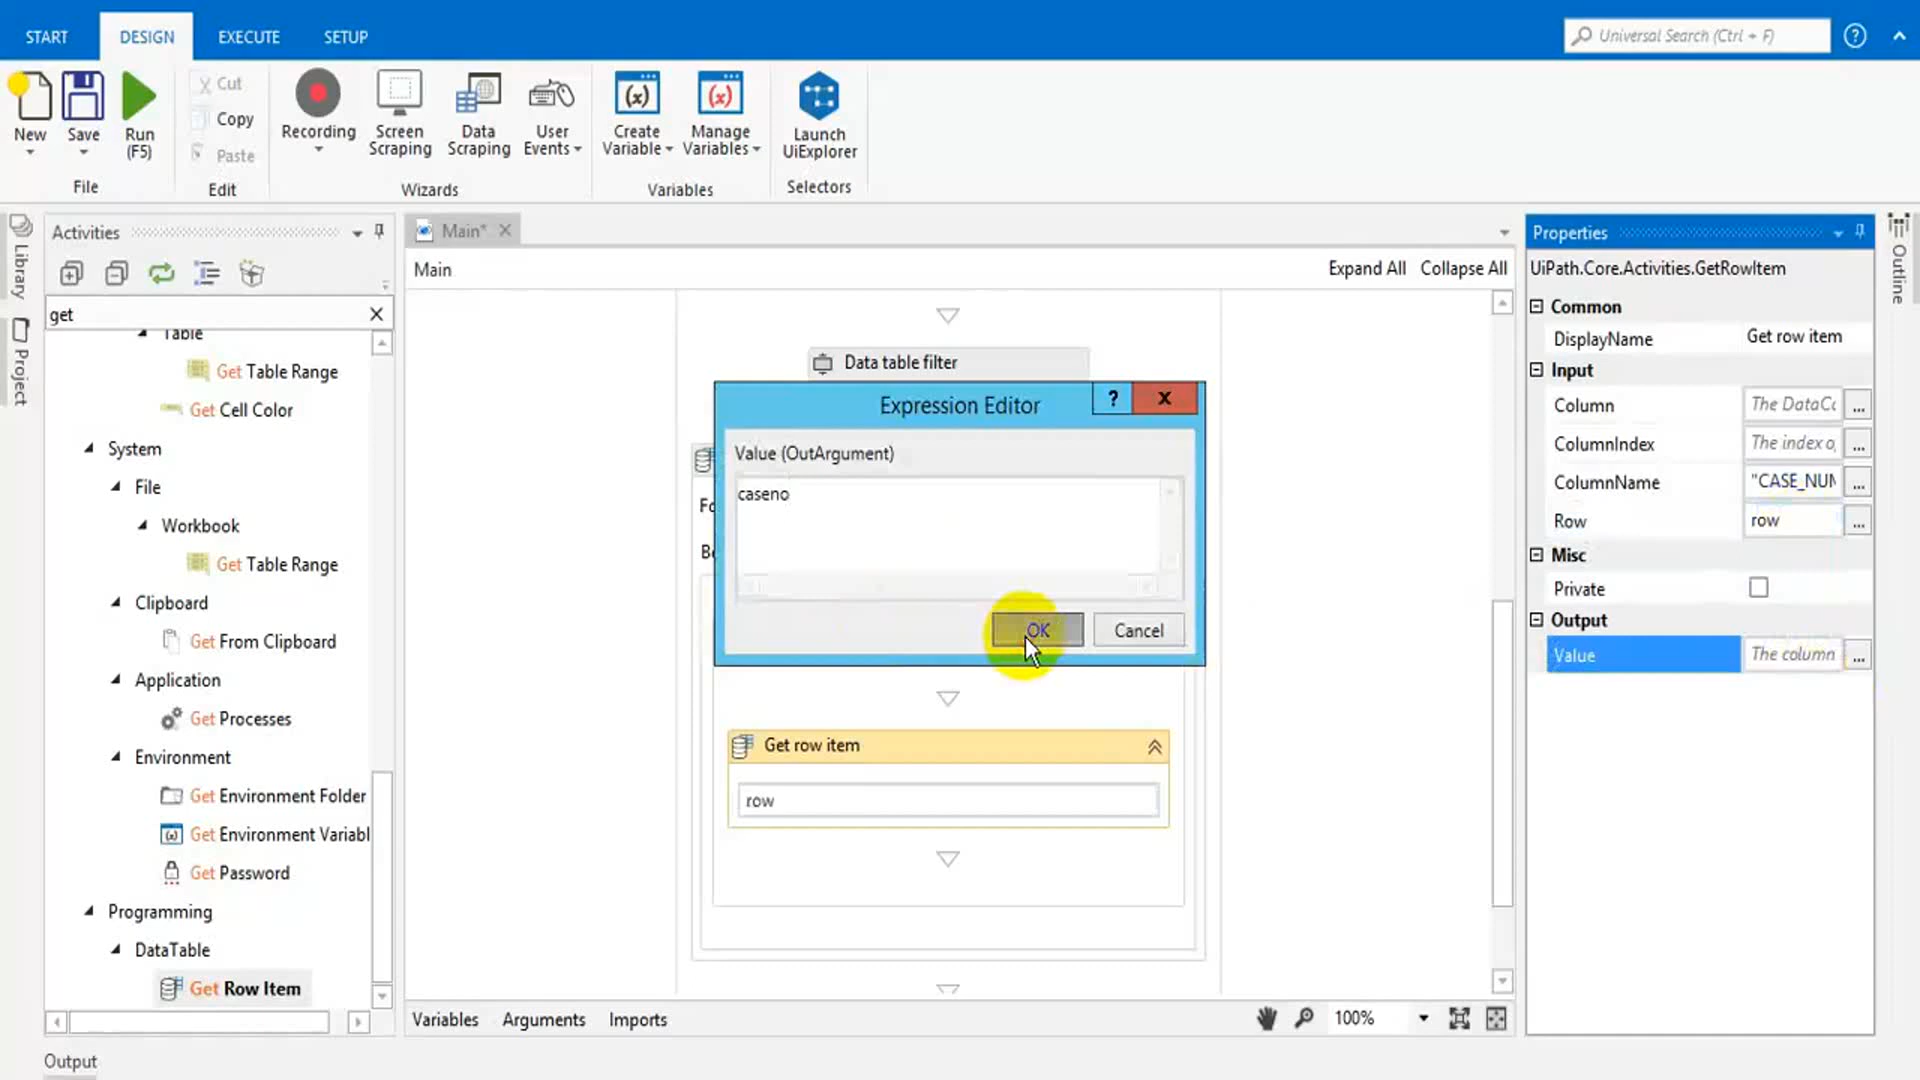 START DESIGN EXECUTE SETUP
Universal Search (Ctrl + F)
New
Save
Run
(F5)
Cut
Copy
Paste
Recording
Screen
Scraping
Data
Scraping
User
Events
Create
Variable
Manage
Variables
Launch
UiExplorer
File
Edit
Wizards
Variables
Selectors
Library
Project
Activities
get
Table
Get Table Range
Get Cell Color
System
File
Workbook
Get Table Range
Clipboard
Get From Clipboard
Application
Get Processes
Environment
Get Environment Folder
Get Environment Variabl
Get Password
Programming
DataTable
Get Row Item
Output
Main*
Main
Expand All Collapse All
Data table filter
Expression Editor
?
X
Value (OutArgument)
caseno
OK
Cancel
Get row item
row
Variables Arguments Imports
100%
Properties
UiPath.Core.Activities.GetRowItem
Common
DisplayName Get row item
Input
Column The DataCo ...
ColumnIndex The index o, ...
ColumnName "CASE_NUM ...
Row row ...
Misc
Private
Output
Value The column ...
Outline